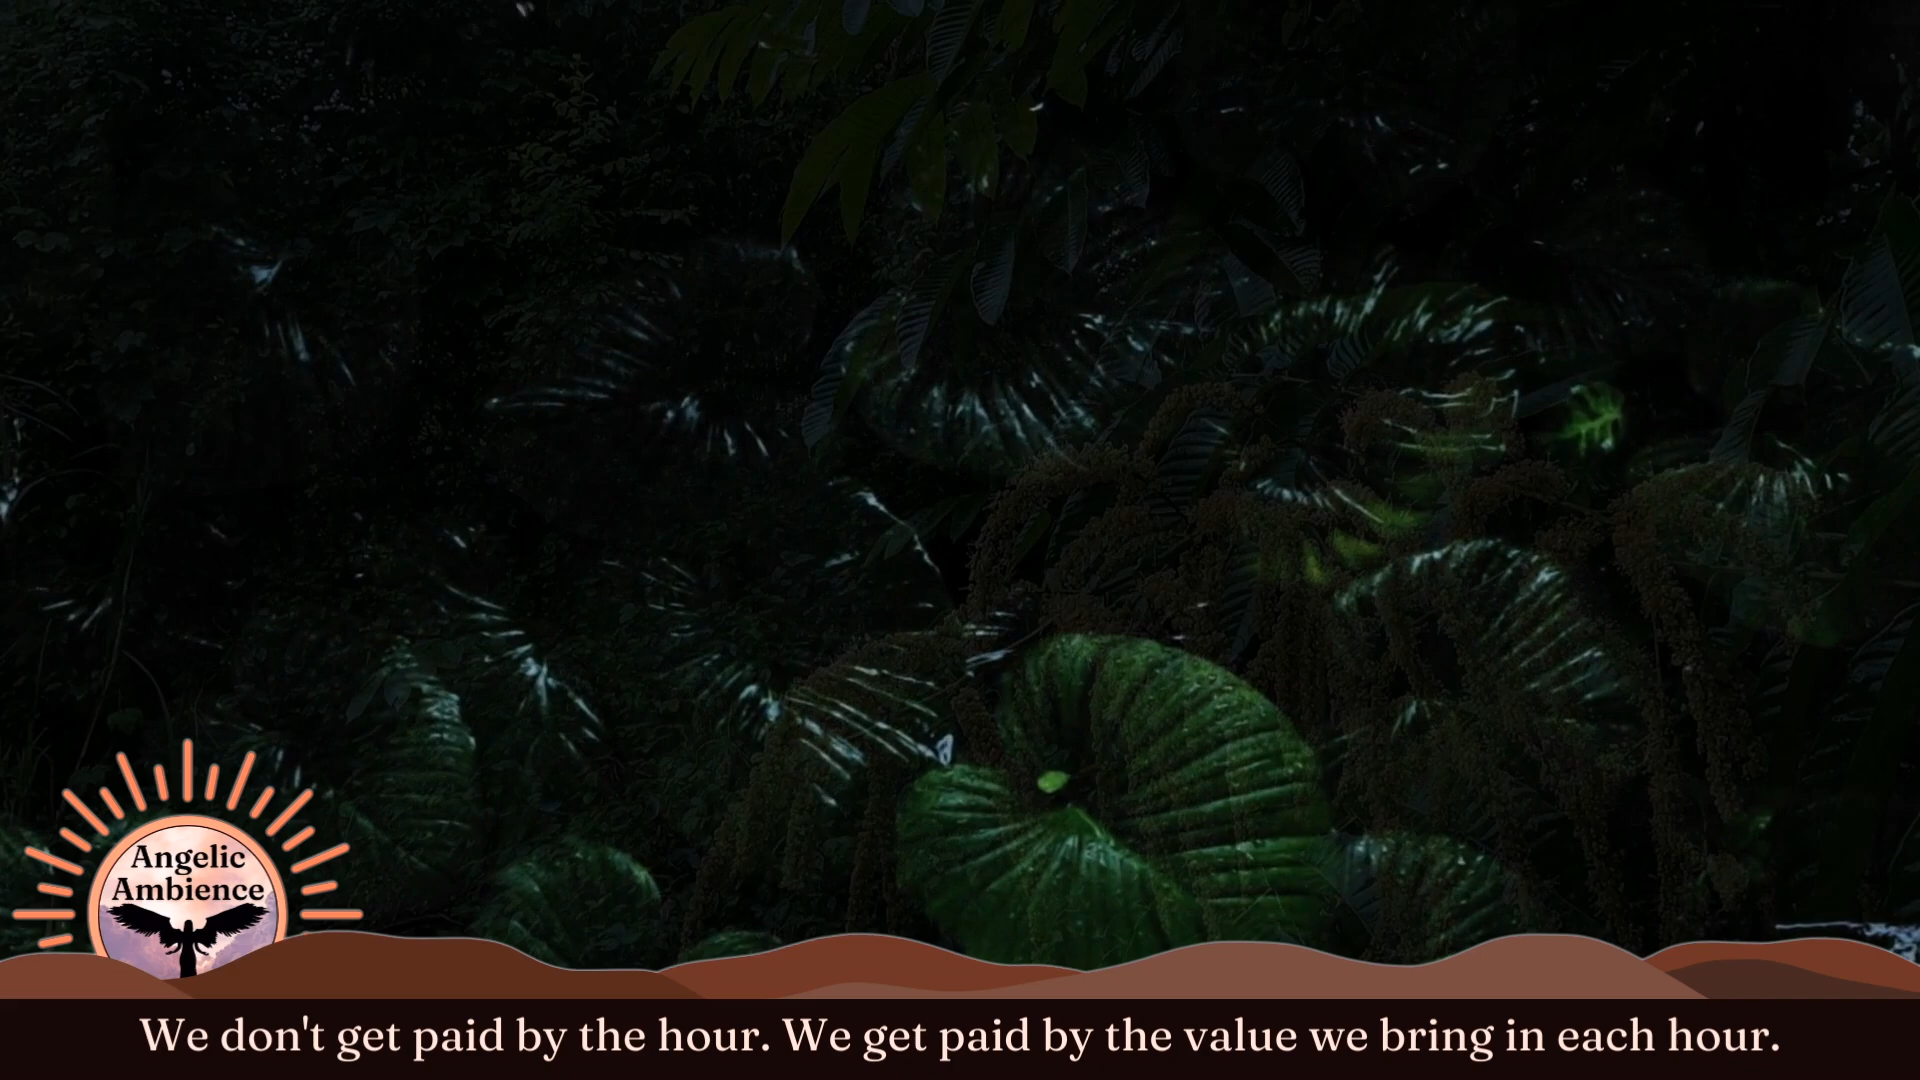 Angelic
Ambience
We don't get paid by the hour. We get paid by the value we bring in each hour.